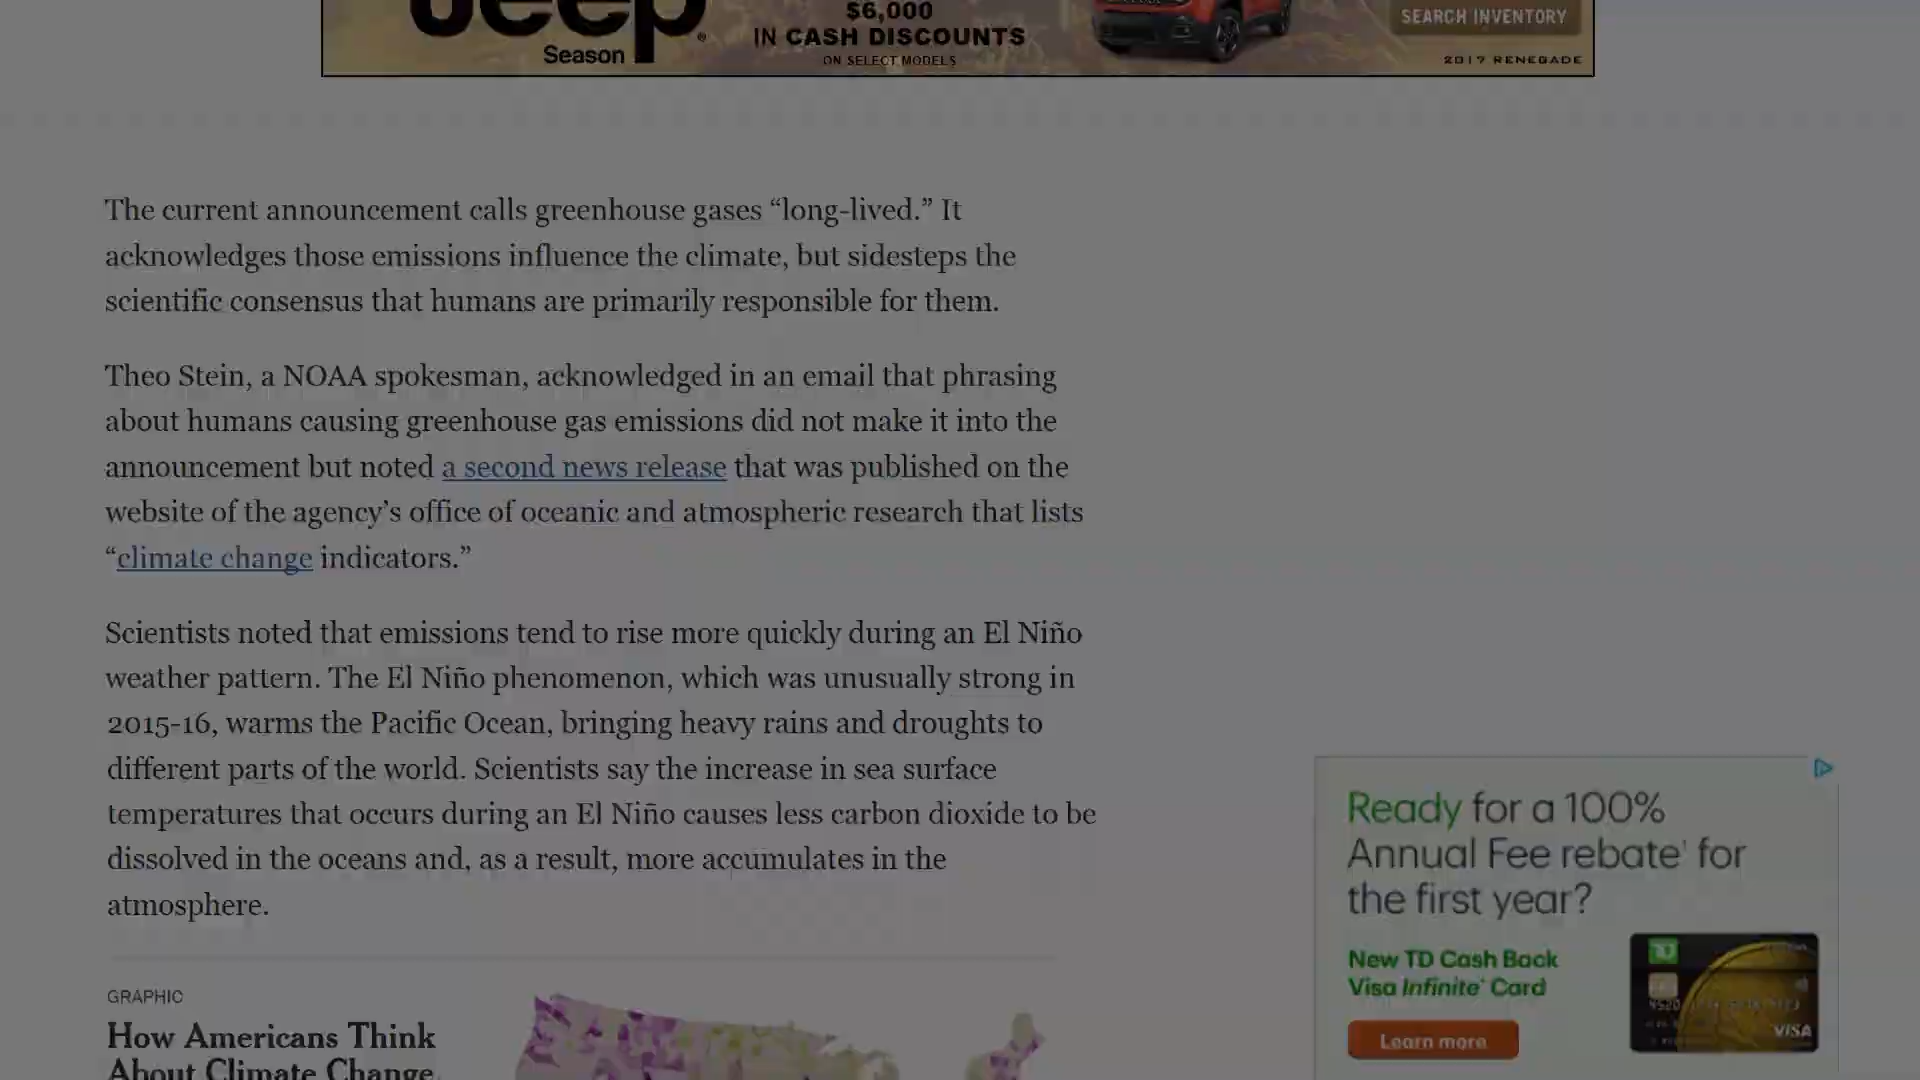 Jeep
$6,000
IN CASH DISCOUNTS
ON SELECT MODELS
Season
SEARCH INVENTORY
2017 RENEGADE
The current announcement calls greenhouse gases “long-lived.” It
acknowledges those emissions influence the climate, but sidesteps the
scientific consensus that humans are primarily responsible for them.
Theo Stein, a NOAA spokesman, acknowledged in an email that phrasing
about humans causing greenhouse gas emissions did not make it into the
announcement but noted a second news release that was published on the
website of the agency’s office of oceanic and atmospheric research that lists
“climate change indicators.”
Scientists noted that emissions tend to rise more quickly during an El Niño
weather pattern. The El Niño phenomenon, which was unusually strong in
2015-16, warms the Pacific Ocean, bringing heavy rains and droughts to
different parts of the world. Scientists say the increase in sea surface
temperatures that occurs during an El Niño causes less carbon dioxide to be
dissolved in the oceans and, as a result, more accumulates in the
atmosphere.
GRAPHIC
How Americans Think
About Climate Change
Ready for a 100%
Annual Fee rebate¹ for
the first year?
New TD Cash Back
Visa Infinite* Card
Learn more
TD
VISA